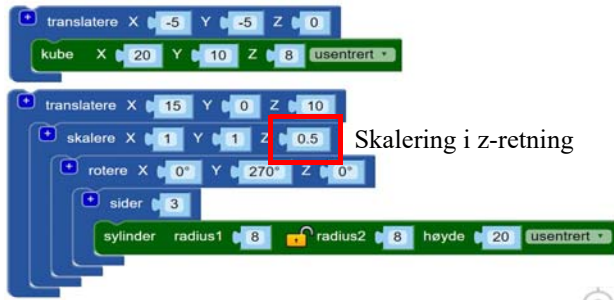 translatere X -5 Y -5 Z 0
kube X 20 Y 10 Z 8 usentrert
translatere X 15 Y 0 Z 10
skalere X 1 Y 1 Z 0.5 Skalering i z-retning
rotere X 0° Y 270° Z 0°
sider 3
sylinder radius1 8 radius2 8 høyde 20 usentrert